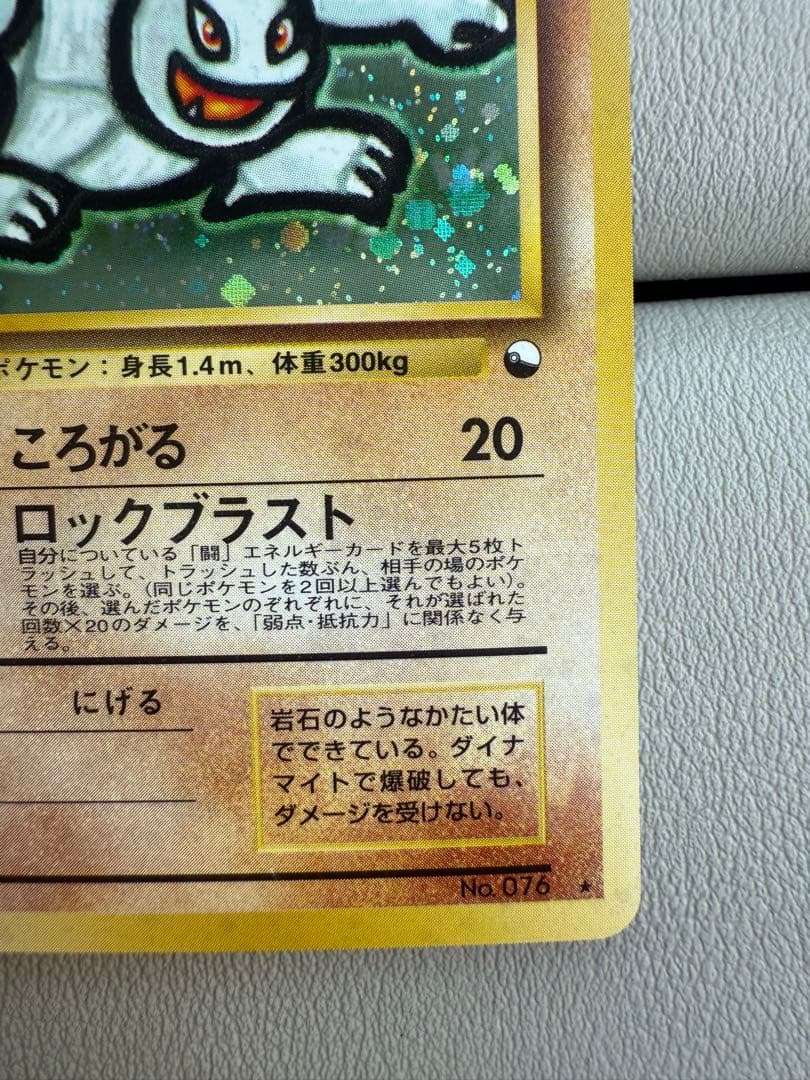 ポケモン：身長1.4m、体重300kg
ころがる 20
ロックブラスト
自分についている「闘」エネルギーカードを最大5枚ト
ラッシュして、トラッシュした数ぶん、相手の場のポケ
モンを選ぶ。（同じポケモンを2回以上選んでもよい）。
その後、選んだポケモンのぞれぞれに、それが選ばれた
回数×20のダメージを、「弱点・抵抗力」に関係なく与
える。
にげる
岩石のようなかたい体
でできている。ダイナ
マイトで爆破しても、
ダメージを受けない。
No. 076 ★